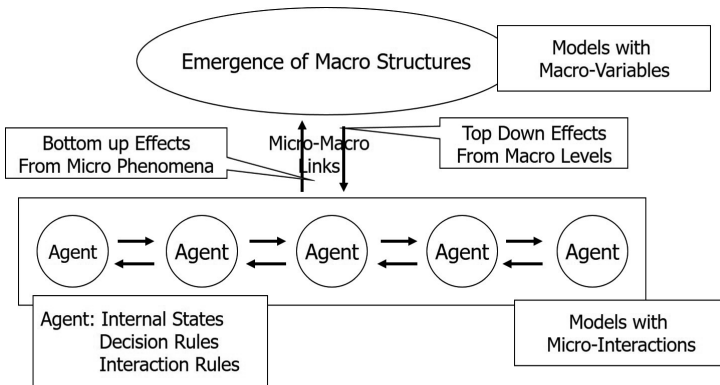 Emergence of Macro Structures
Models with
Macro-Variables
Bottom up Effects
From Micro Phenomena
Micro-Macro
Links
Top Down Effects
From Macro Levels
Agent
Agent
Agent
Agent
Agent
Agent: Internal States
Decision Rules
Interaction Rules
Models with
Micro-Interactions